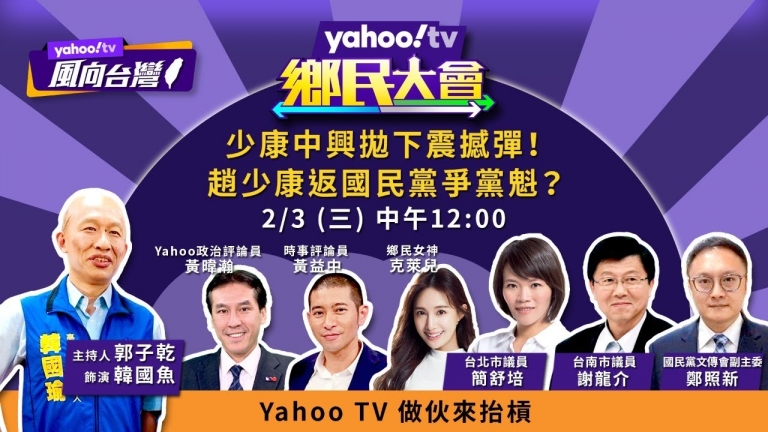 yahoo!tv
風向台灣
yahoo!tv
鄉民大會
少康中興拋下震撼彈！
趙少康返國民黨爭黨魁？
2/3 (三) 中午12:00
Yahoo政治評論員
黃暐瀚
時事評論員
黃益中
鄉民女神
克萊兒
主持人 郭子乾
飾演 韓國魚
韓國瑜
台北市議員
簡舒培
台南市議員
謝龍介
國民黨文傳會副主委
鄭照新
Yahoo TV 做伙來抬槓